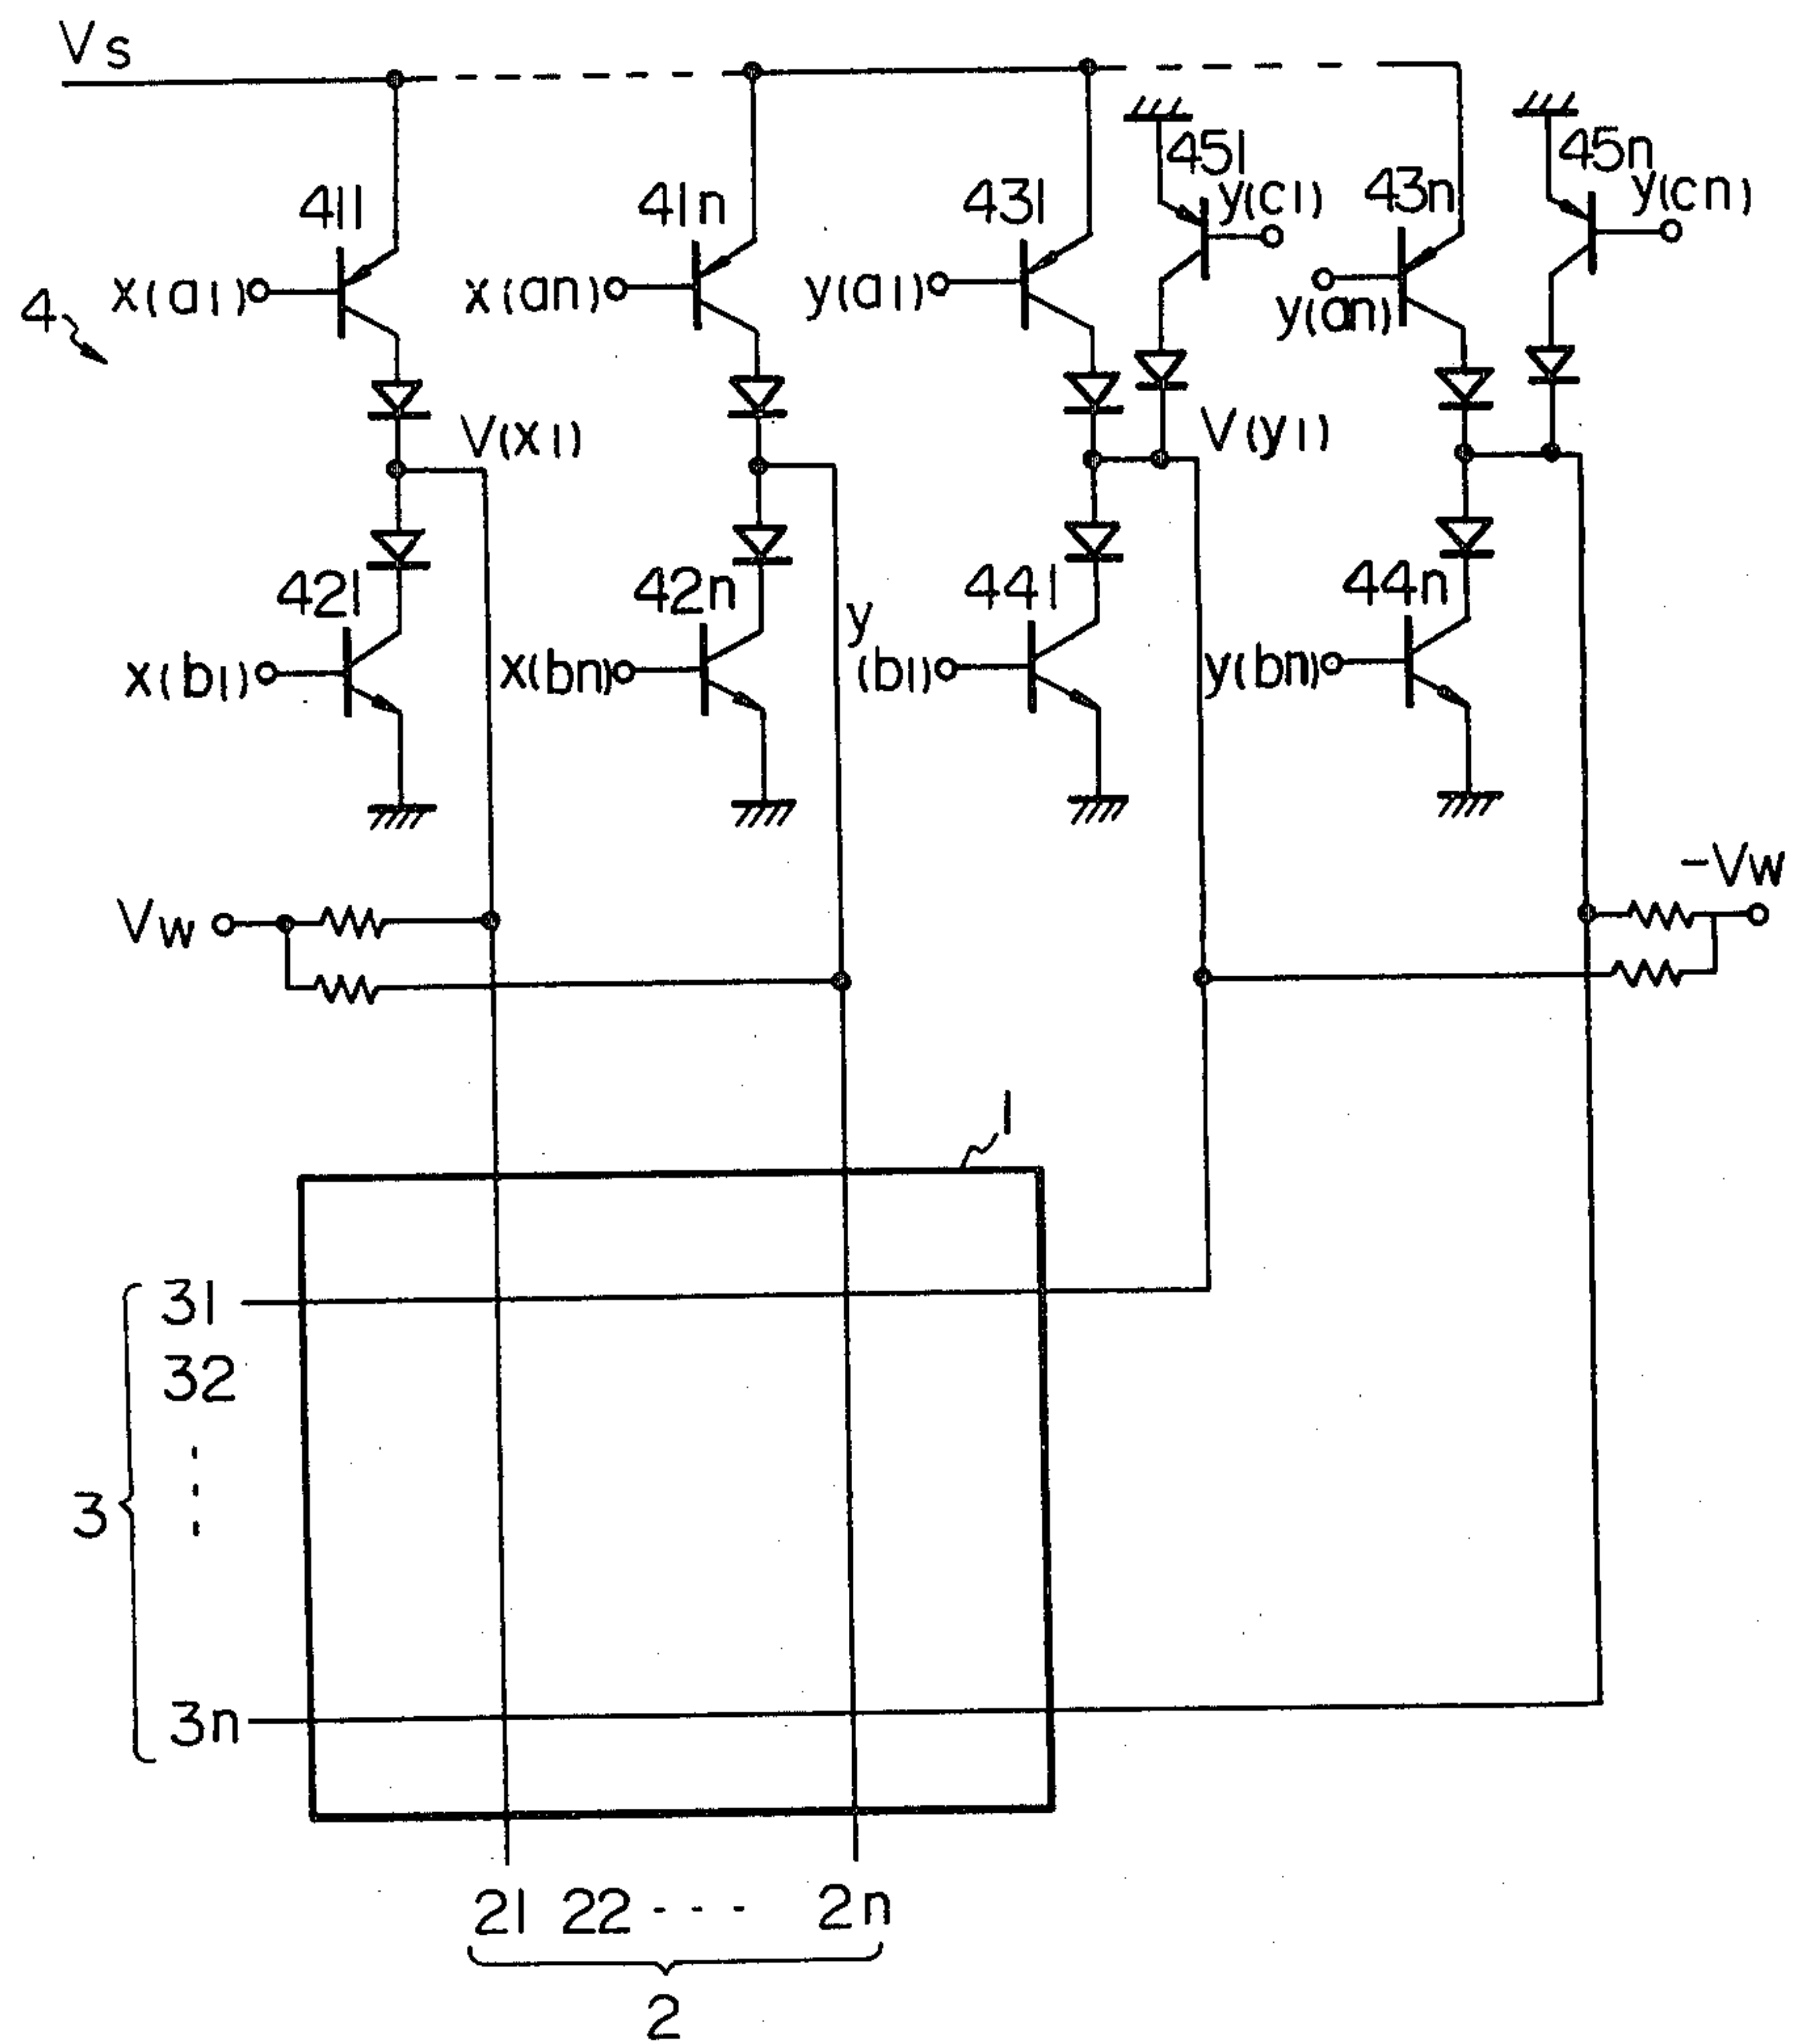 Vs
451
45n
411
41n
431
y(c1)
43n
y(cn)
x(a1)
x(an)
y(a1)
y(an)
4
V(x1)
V(y1)
421
42n
441
44n
x(b1)
x(bn)
y
(b1)
y(bn)
-Vw
Vw
1
31
32
3
3n
21 22 --- 2n
2